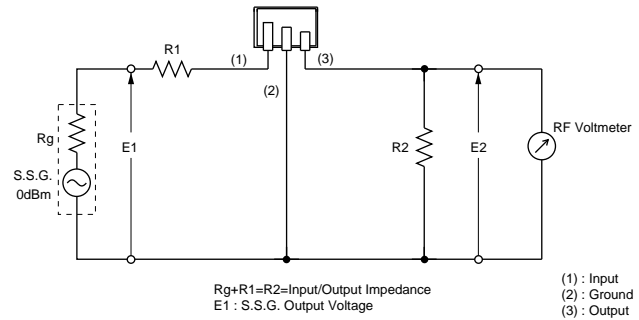 R1
(1)
(3)
(2)
Rg
E1
R2
E2
RF Voltmeter
S.S.G.
0dBm
Rg+R1=R2=Input/Output Impedance
E1 : S.S.G. Output Voltage
(1) : Input
(2) : Ground
(3) : Output